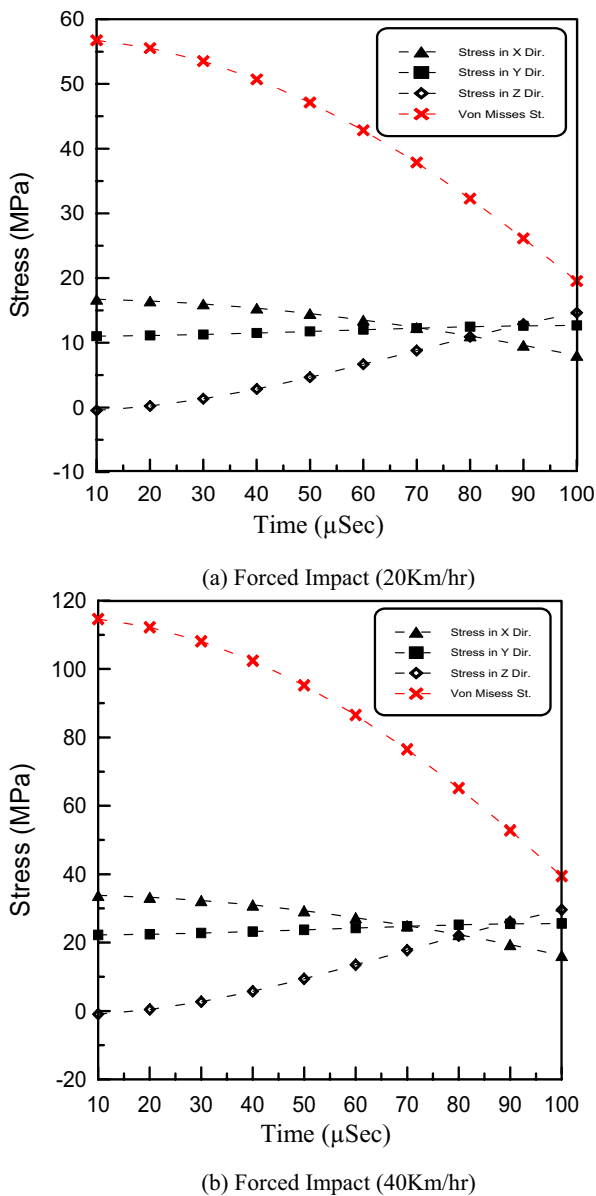 60
50
40
30
20
10
0
-10
Stress (MPa)
Stress in X Dir.
Stress in Y Dir.
Stress in Z Dir.
Von Misses St.
10 20 30 40 50 60 70 80 90 100
Time (µSec)
(a) Forced Impact (20Km/hr)
120
100
80
60
40
20
0
-20
Stress (MPa)
Stress in X Dir.
Stress in Y Dir.
Stress in Z Dir.
Von Misess St.
10 20 30 40 50 60 70 80 90 100
Time (µSec)
(b) Forced Impact (40Km/hr)